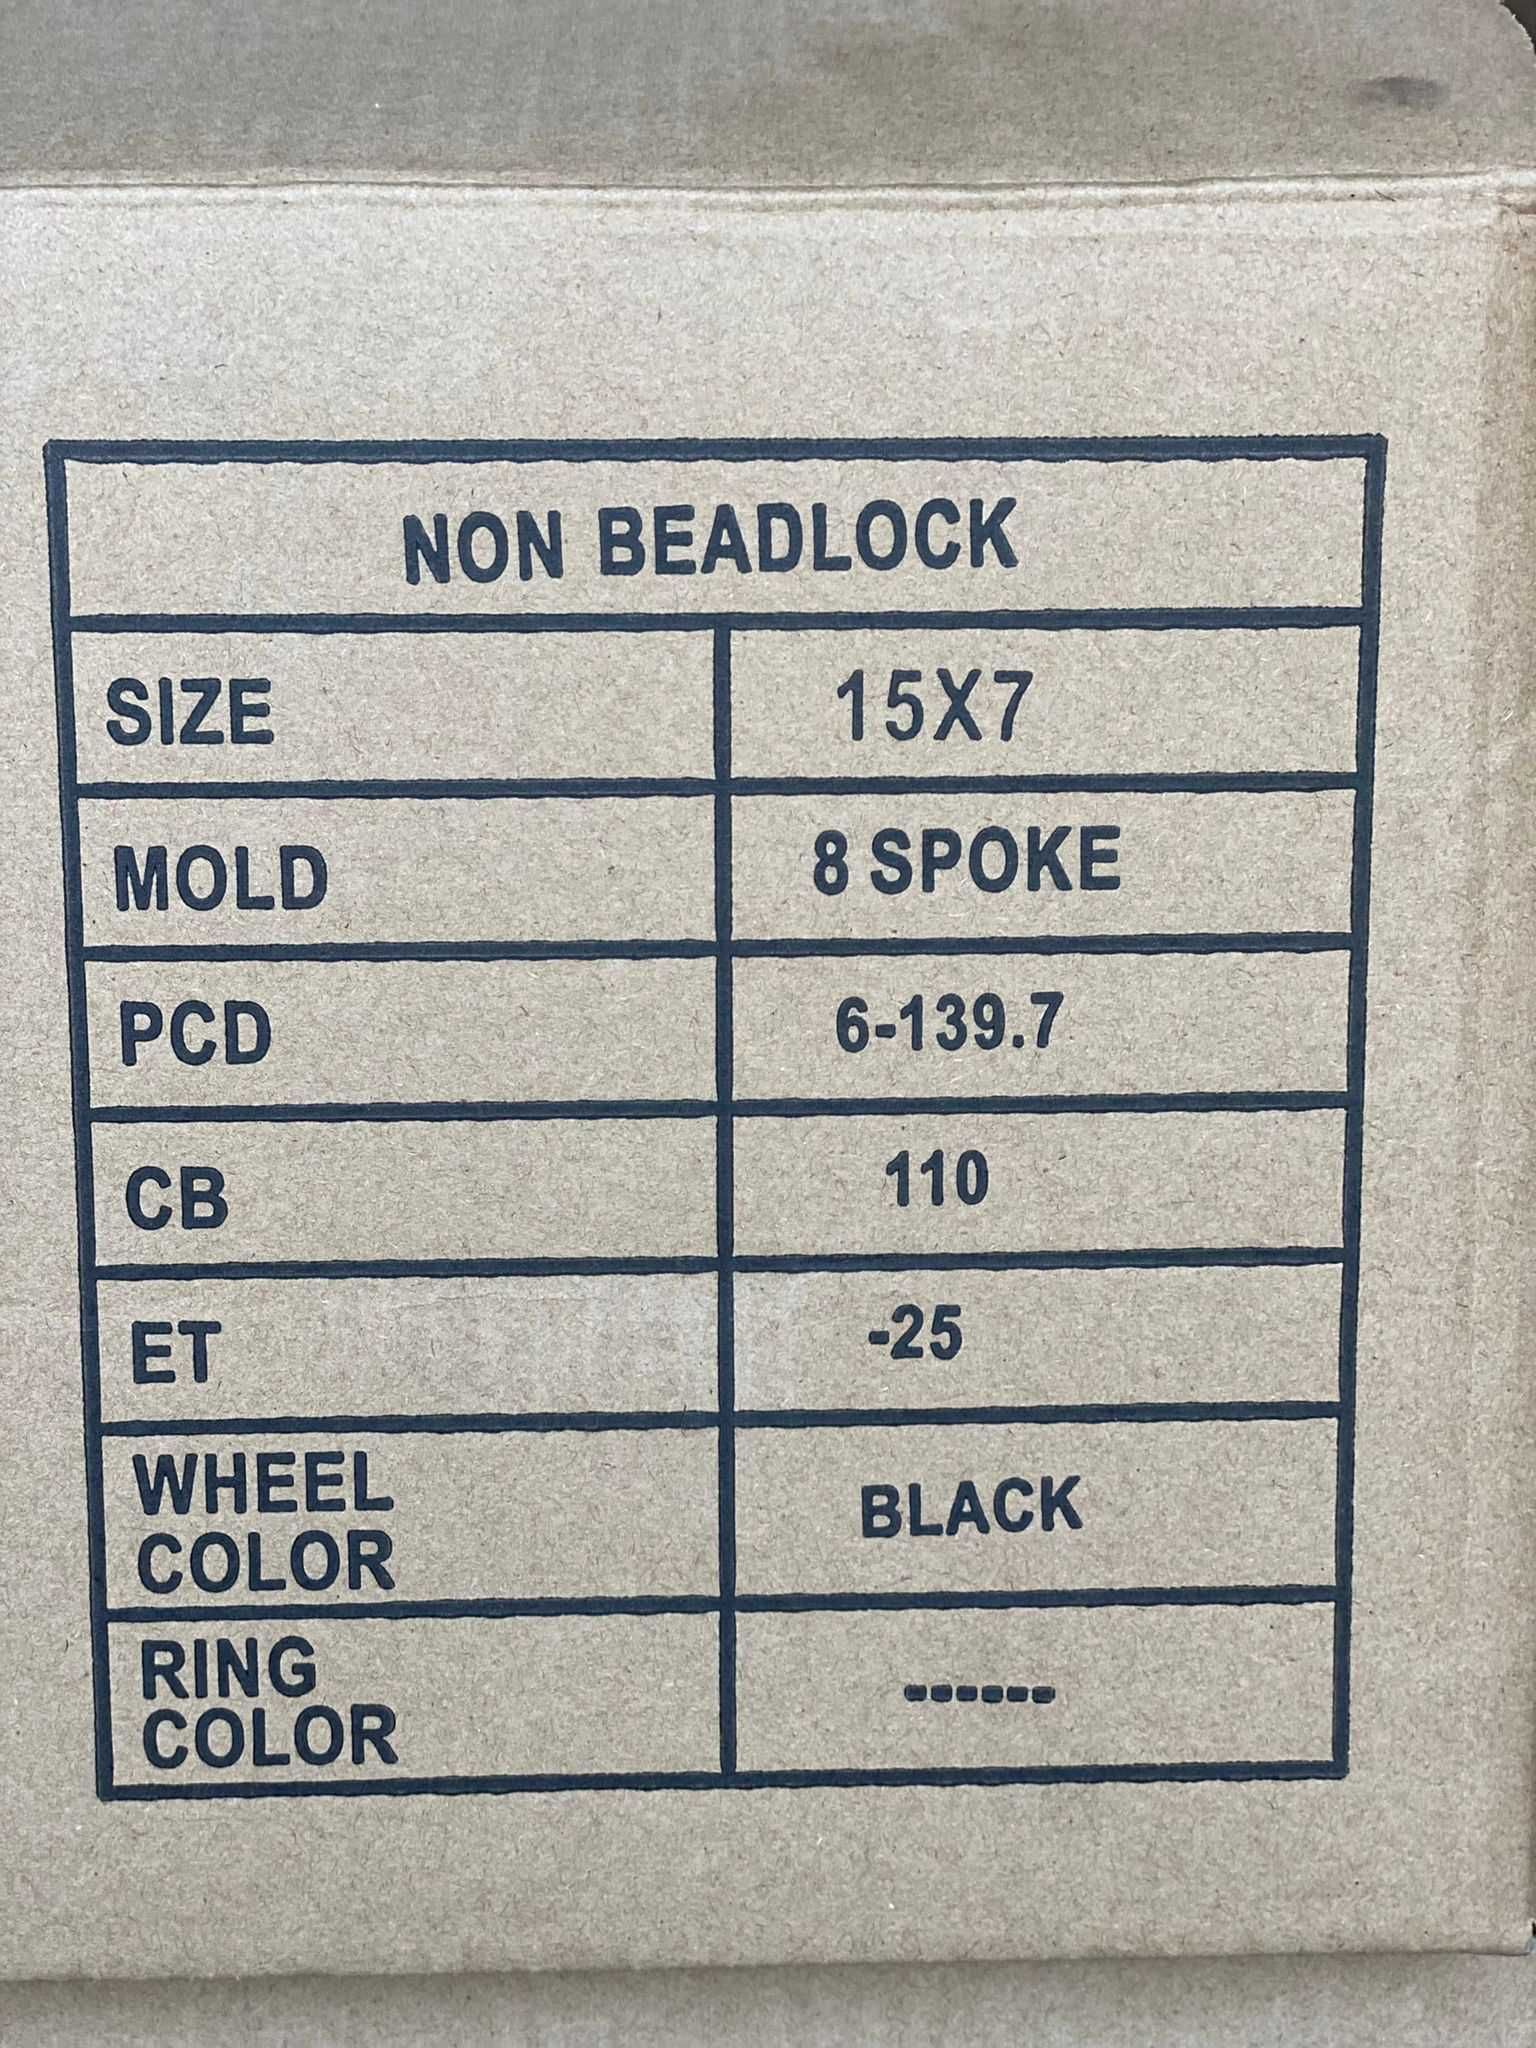 NON BEADLOCK
SIZE 15X7
MOLD 8 SPOKE
PCD 6-139.7
CB 110
ET -25
WHEEL
COLOR BLACK
RING
COLOR ------